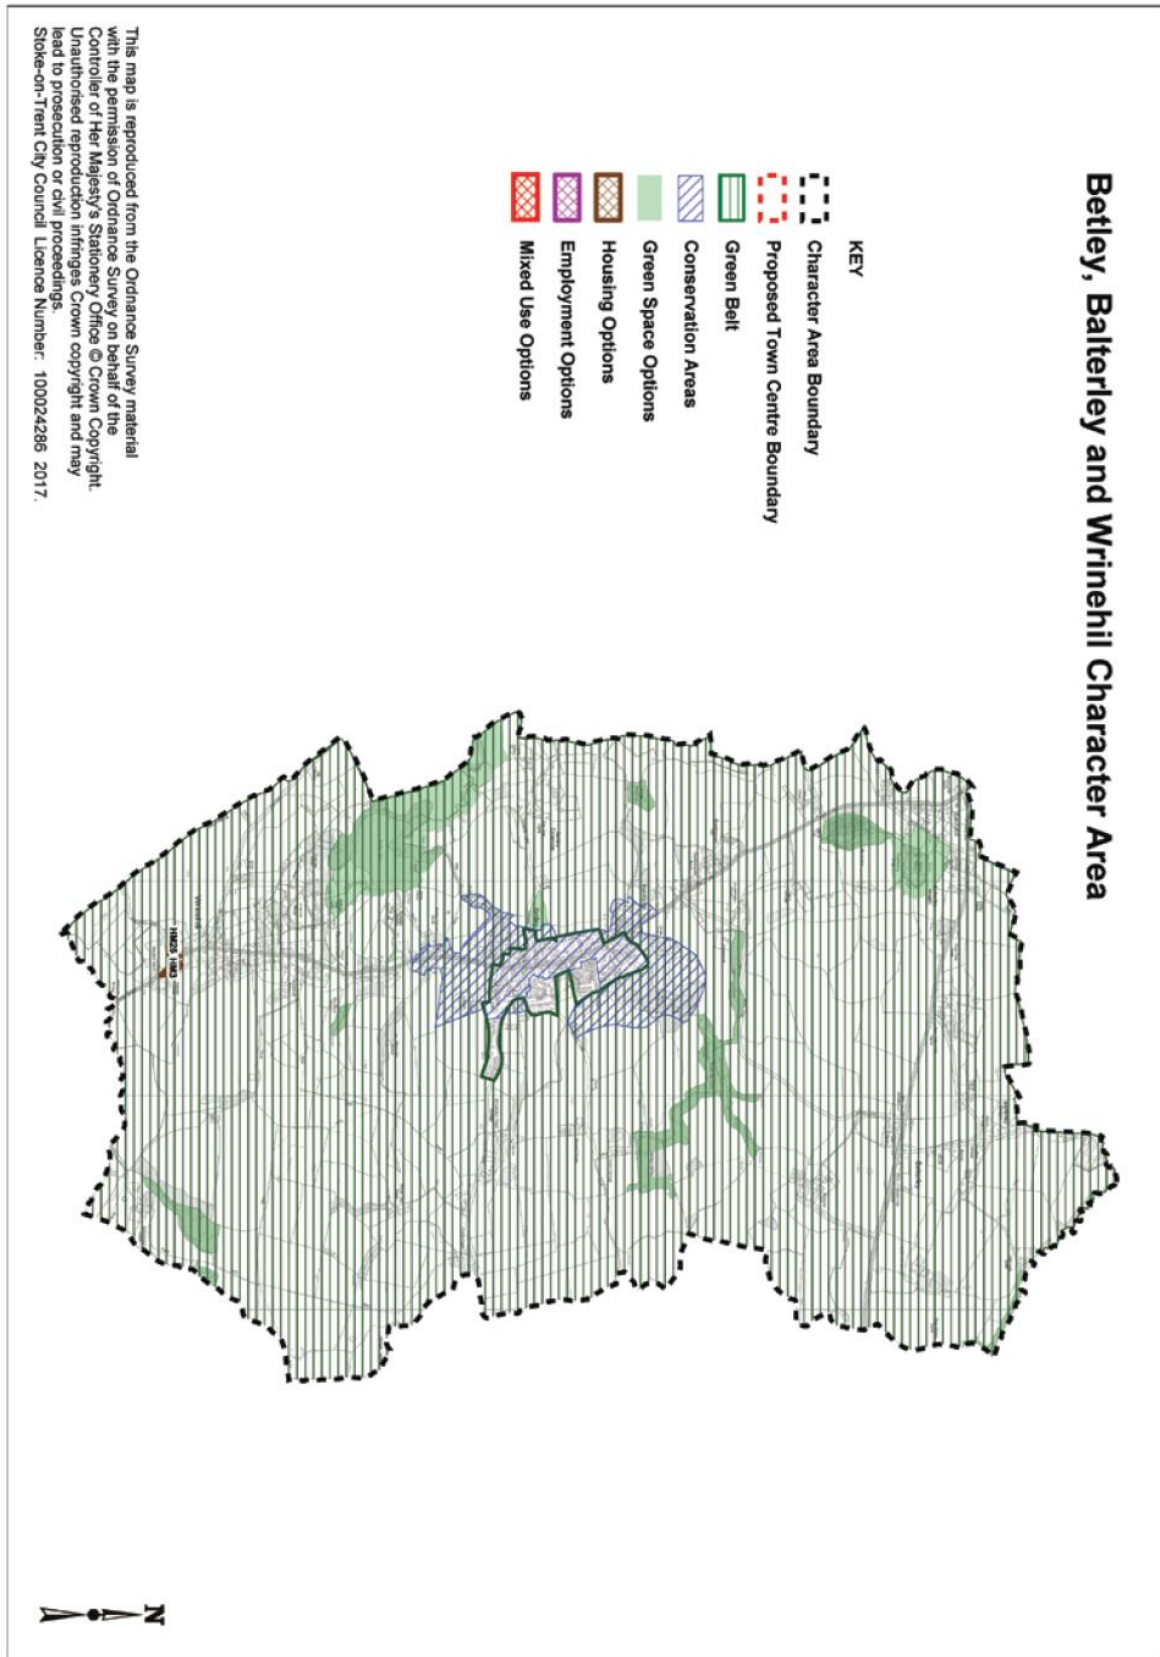 Betley, Balterley and Wrinehil Character Area
KEY
Character Area Boundary
Proposed Town Centre Boundary
Green Belt
Conservation Areas
Green Space Options
Housing Options
Employment Options
Mixed Use Options
HM26 HM3
This map is reproduced from the Ordnance Survey material
with the permission of Ordnance Survey on behalf of the
Controller of Her Majesty's Stationery Office © Crown Copyright.
Unauthorised reproduction infringes Crown copyright and may
lead to prosecution or civil proceedings.
Stoke-on-Trent City Council Licence Number: 100024286 2017.
N